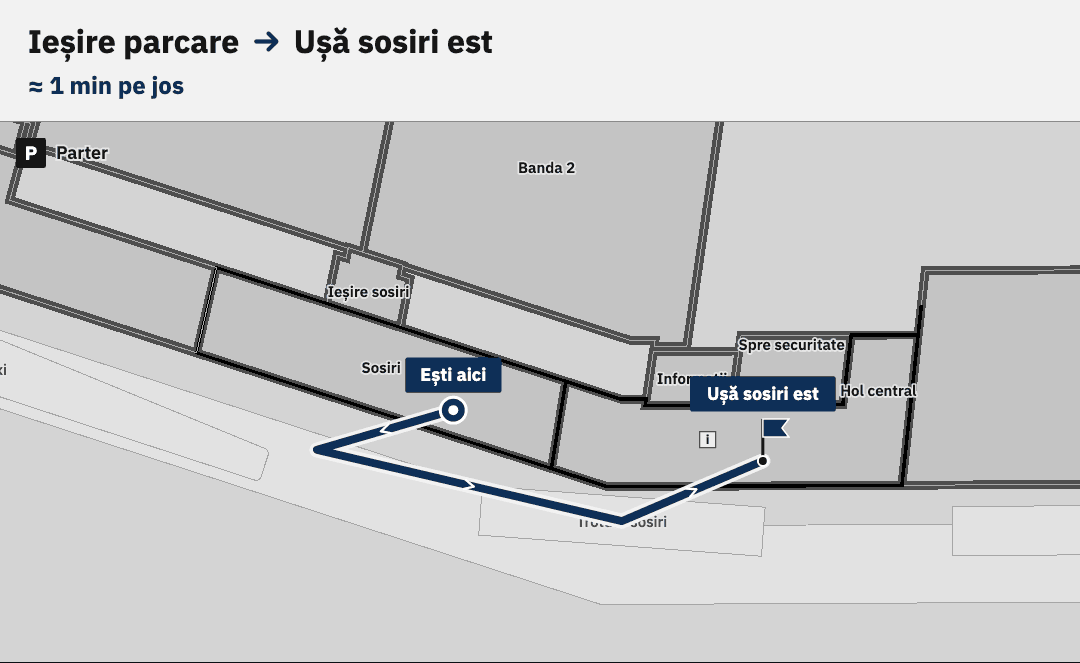 Ieșire parcare → Ușă sosiri est
≈ 1 min pe jos
P Parter
Banda 2
Ieșire sosiri
Spre securitate
Sosiri
Ești aici
Ușă sosiri est
Hol central
i
sosiri